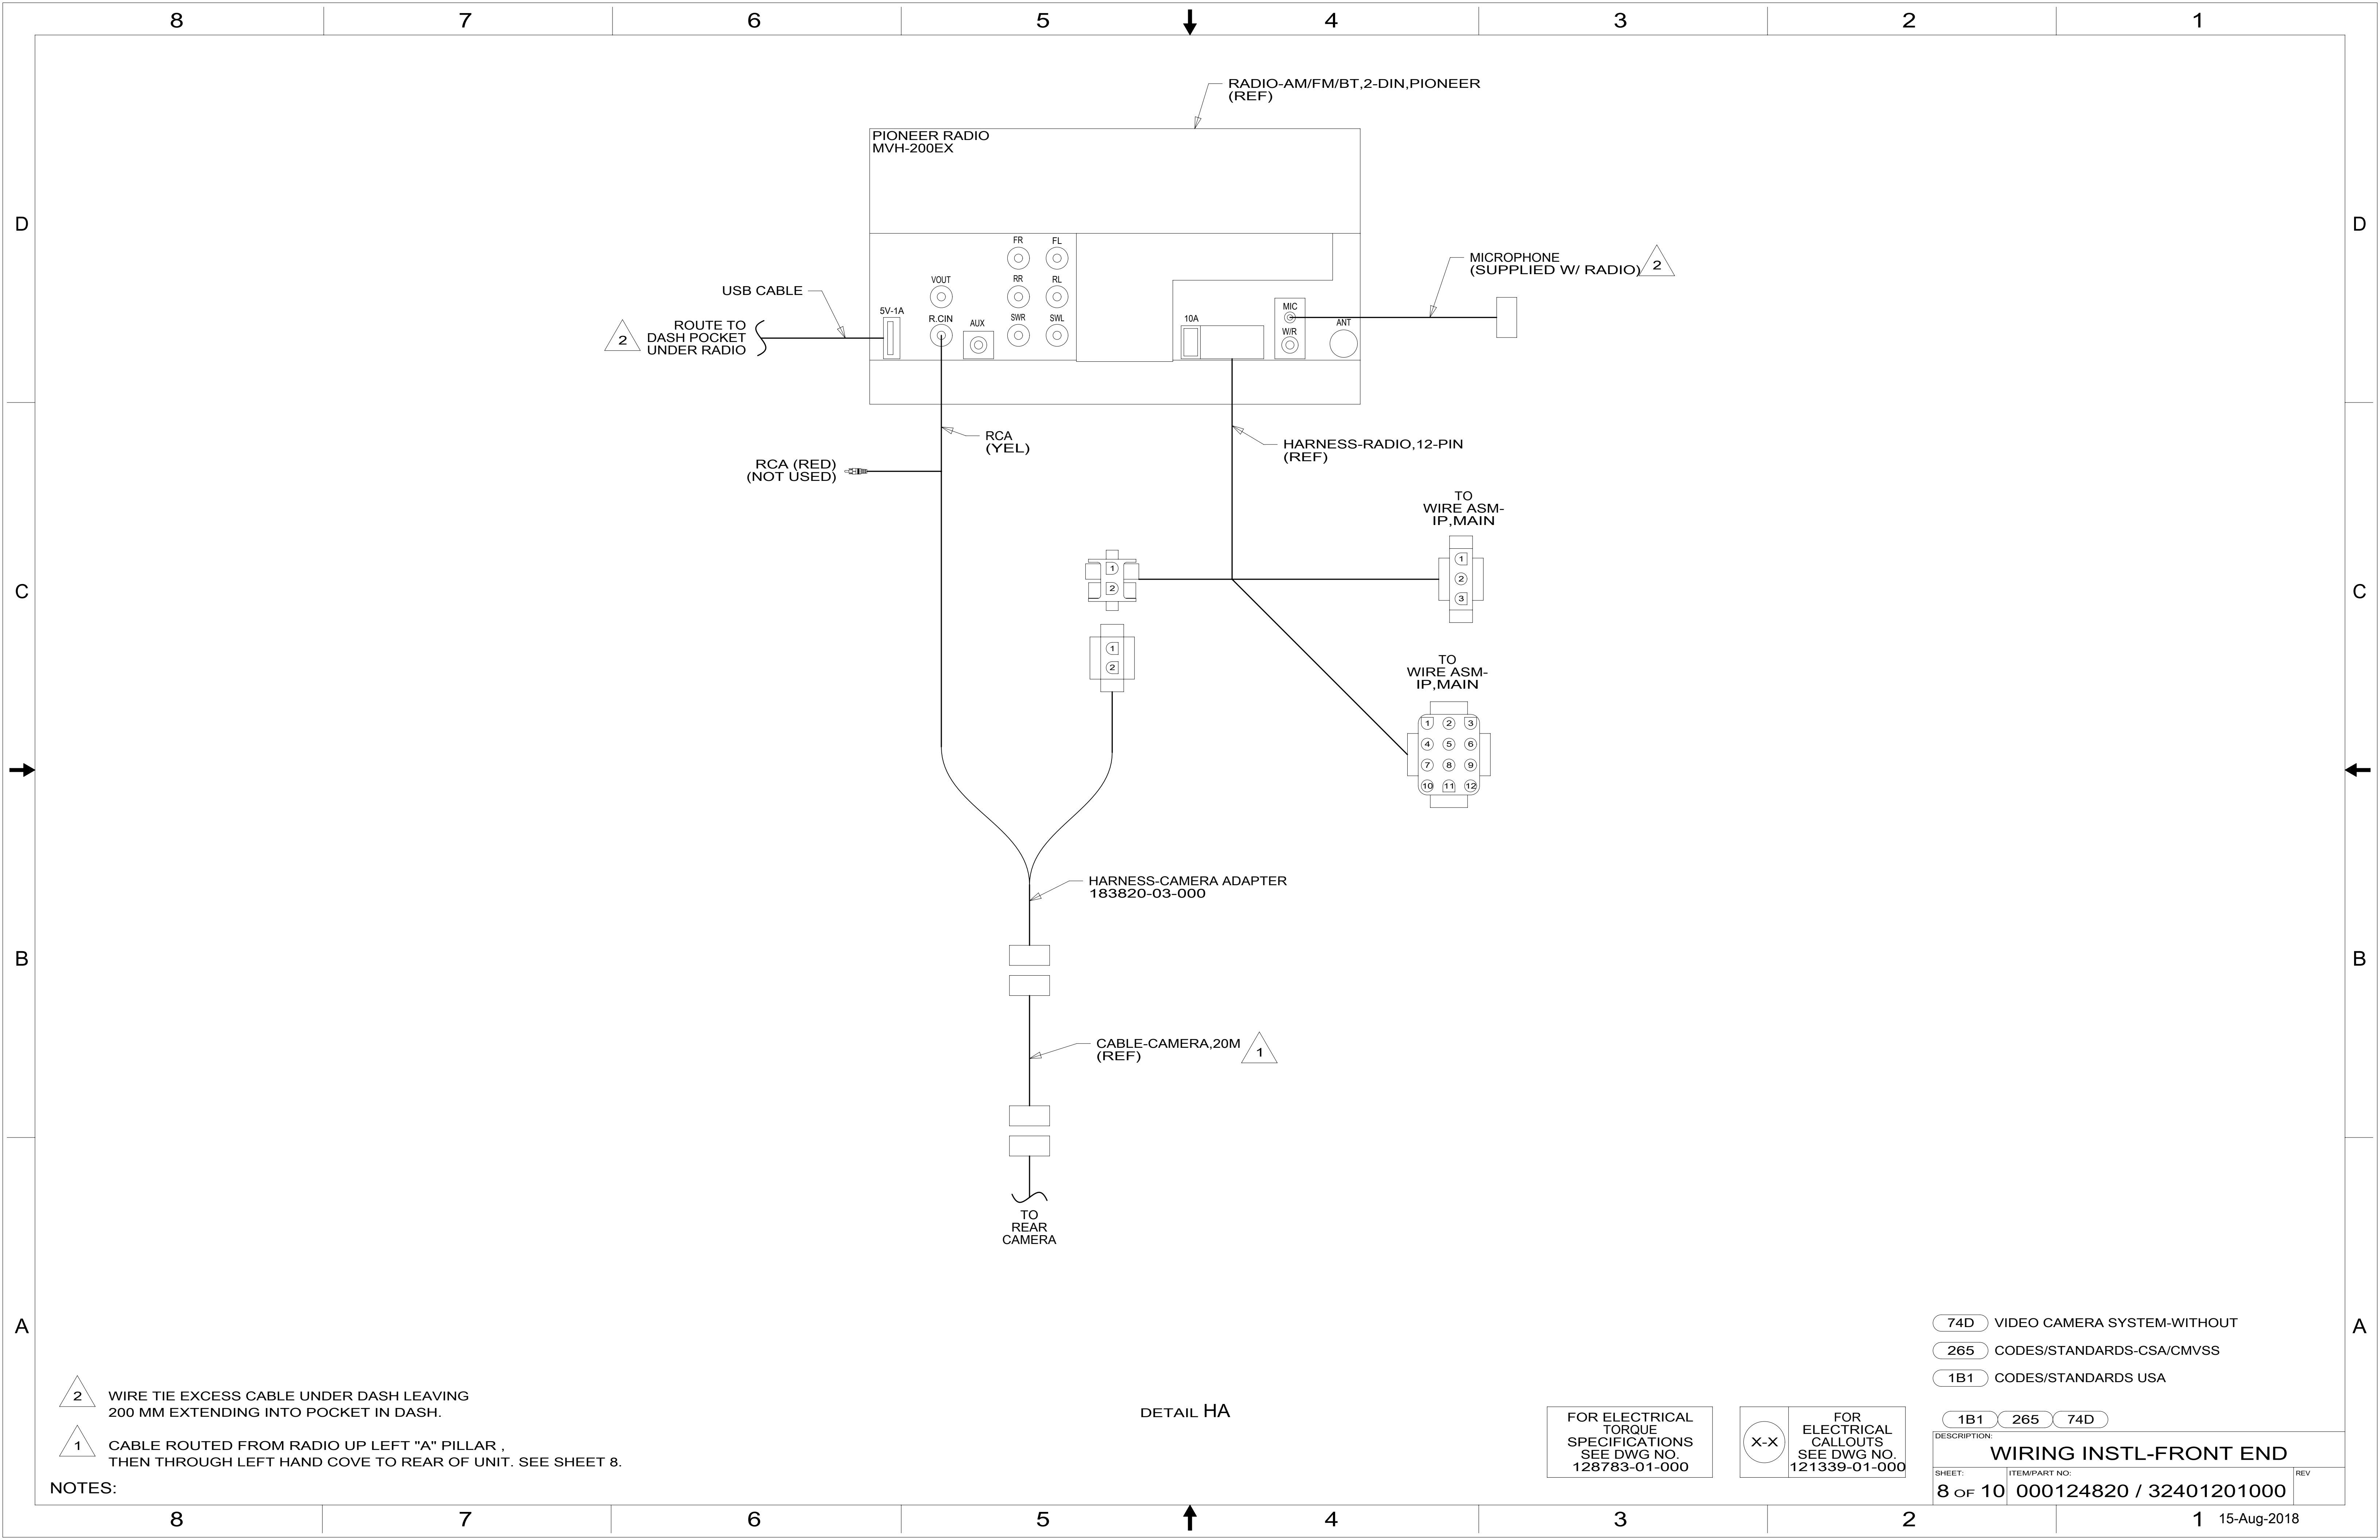 8 7 6 5 4 3 2 1
RADIO-AM/FM/BT,2-DIN,PIONEER
(REF)
PIONEER RADIO
MVH-200EX
D
D
FR FL
VOUT
RR RL
5V-1A
R.CIN
AUX
SWR SWL
10A
MIC
W/R
ANT
MICROPHONE
(SUPPLIED W/ RADIO)
2
USB CABLE
2
ROUTE TO
DASH POCKET
UNDER RADIO
RCA
(YEL)
RCA (RED)
(NOT USED)
HARNESS-RADIO,12-PIN
(REF)
TO
WIRE ASM-
IP,MAIN
1
2
3
1
2
C
C
1
2
TO
WIRE ASM-
IP,MAIN
1 2 3
4 5 6
7 8 9
10 11 12
HARNESS-CAMERA ADAPTER
183820-03-000
B
B
CABLE-CAMERA,20M
(REF)
1
TO
REAR
CAMERA
A
A
74D VIDEO CAMERA SYSTEM-WITHOUT
265 CODES/STANDARDS-CSA/CMVSS
1B1 CODES/STANDARDS USA
2 WIRE TIE EXCESS CABLE UNDER DASH LEAVING
200 MM EXTENDING INTO POCKET IN DASH.
1 CABLE ROUTED FROM RADIO UP LEFT "A" PILLAR ,
THEN THROUGH LEFT HAND COVE TO REAR OF UNIT. SEE SHEET 8.
NOTES:
DETAIL HA
FOR ELECTRICAL
TORQUE
SPECIFICATIONS
SEE DWG NO.
128783-01-000
X-X
FOR
ELECTRICAL
CALLOUTS
SEE DWG NO.
121339-01-000
1B1 265 74D
DESCRIPTION:
WIRING INSTL-FRONT END
SHEET: ITEM/PART NO: REV
8 OF 10 000124820 / 32401201000
8 7 6 5 4 3 2 1
15-Aug-2018